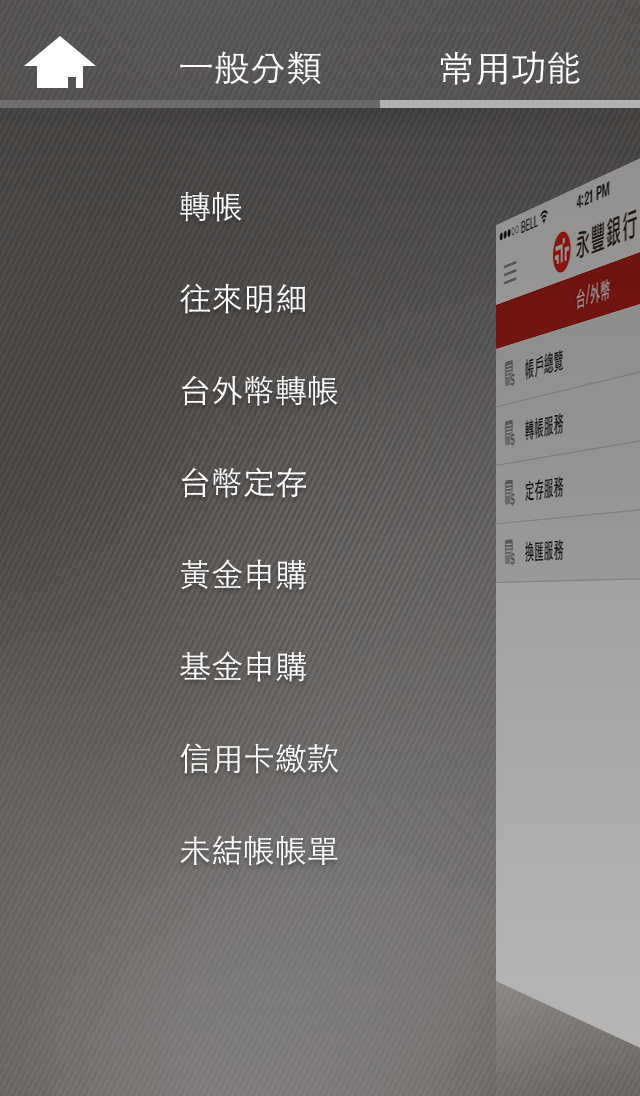 一般分類
常用功能
轉帳
往來明細
台外幣轉帳
台幣定存
黃金申購
基金申購
信用卡繳款
未結帳帳單
BELL 4:21 PM
永豐銀行
台/外幣
帳戶總覽
轉帳服務
定存服務
換匯服務